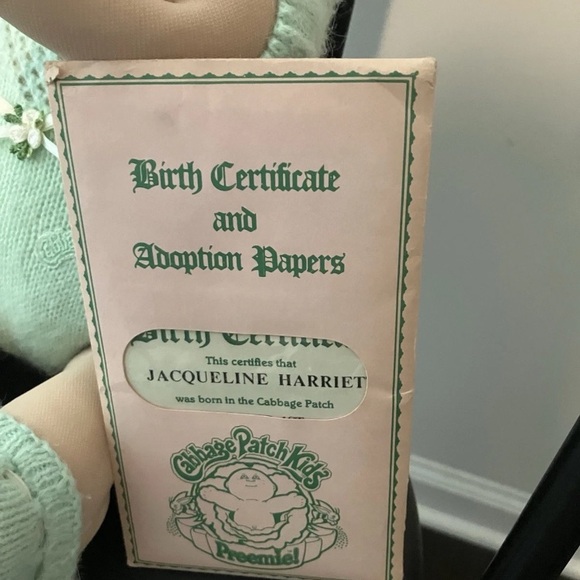 Birth Certificate
and
Adoption Papers
This certifies that
JACQUELINE HARRIET
was born in the Cabbage Patch
Cabbage Patch Kids
Preemie!